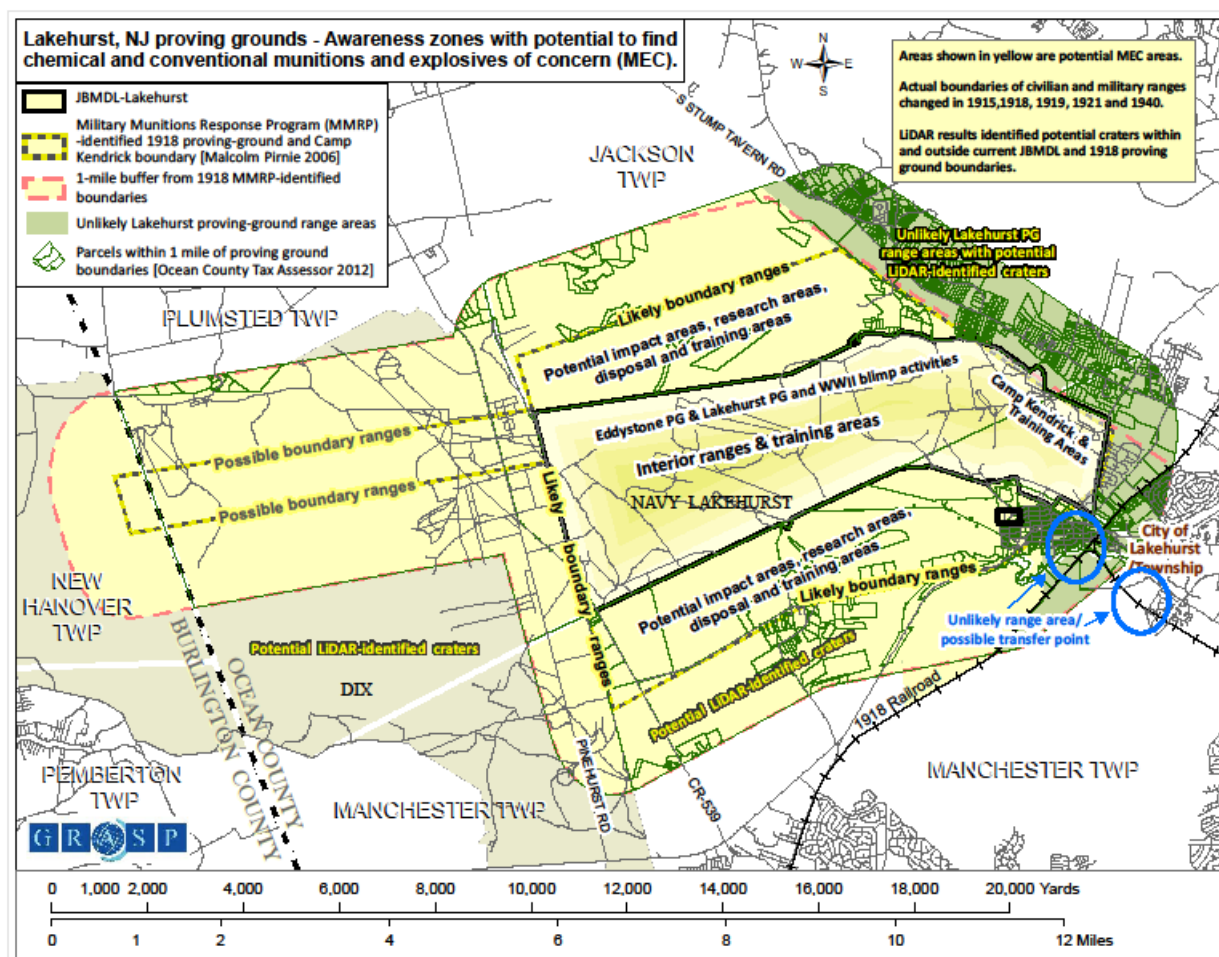 Lakehurst, NJ proving grounds - Awareness zones with potential to find
chemical and conventional munitions and explosives of concern (MEC).
JBMDL-Lakehurst
Military Munitions Response Program (MMRP)
-identified 1918 proving-ground and Camp
Kendrick boundary [Malcolm Pirnie 2006]
1-mile buffer from 1918 MMRP-identified
boundaries
Unlikely Lakehurst proving-ground range areas
Parcels within 1 mile of proving ground
boundaries [Ocean County Tax Assessor 2012]
N
W
E
S
Areas shown in yellow are potential MEC areas.
Actual boundaries of civilian and military ranges
changed in 1915,1918, 1919, 1921 and 1940.
LiDAR results identified potential craters within
and outside current JBMDL and 1918 proving
ground boundaries.
S STUMP TAVERN RD
JACKSON
TWP
Unlikely Lakehurst PG
range areas with potential
LiDAR-identified craters
PLUMSTED TWP
Likely boundary ranges
Potential impact areas, research areas,
disposal and training areas
Eddystone PG & Lakehurst PG and WWII blimp activities
Camp Kendrick &
Training Areas
Interior ranges & training areas
Possible boundary ranges
Possible boundary ranges
NAVY LAKEHURST
Likely boundary ranges
Potential impact areas, research areas,
disposal and training areas
Likely boundary ranges
City of
Lakehurst
/Township
NEW
HANOVER
TWP
Unlikely range area/
possible transfer point
Potential LiDAR-identified craters
DIX
Potential LiDAR-identified craters
BURLINGTON COUNTY
OCEAN COUNTY
1918 Railroad
PINEHURST RD
CR-539
PEMBERTON
TWP
MANCHESTER TWP
MANCHESTER TWP
GRASP
0 1,000 2,000 4,000 6,000 8,000 10,000 12,000 14,000 16,000 18,000 20,000 Yards
0 1 2 4 6 8 10 12 Miles